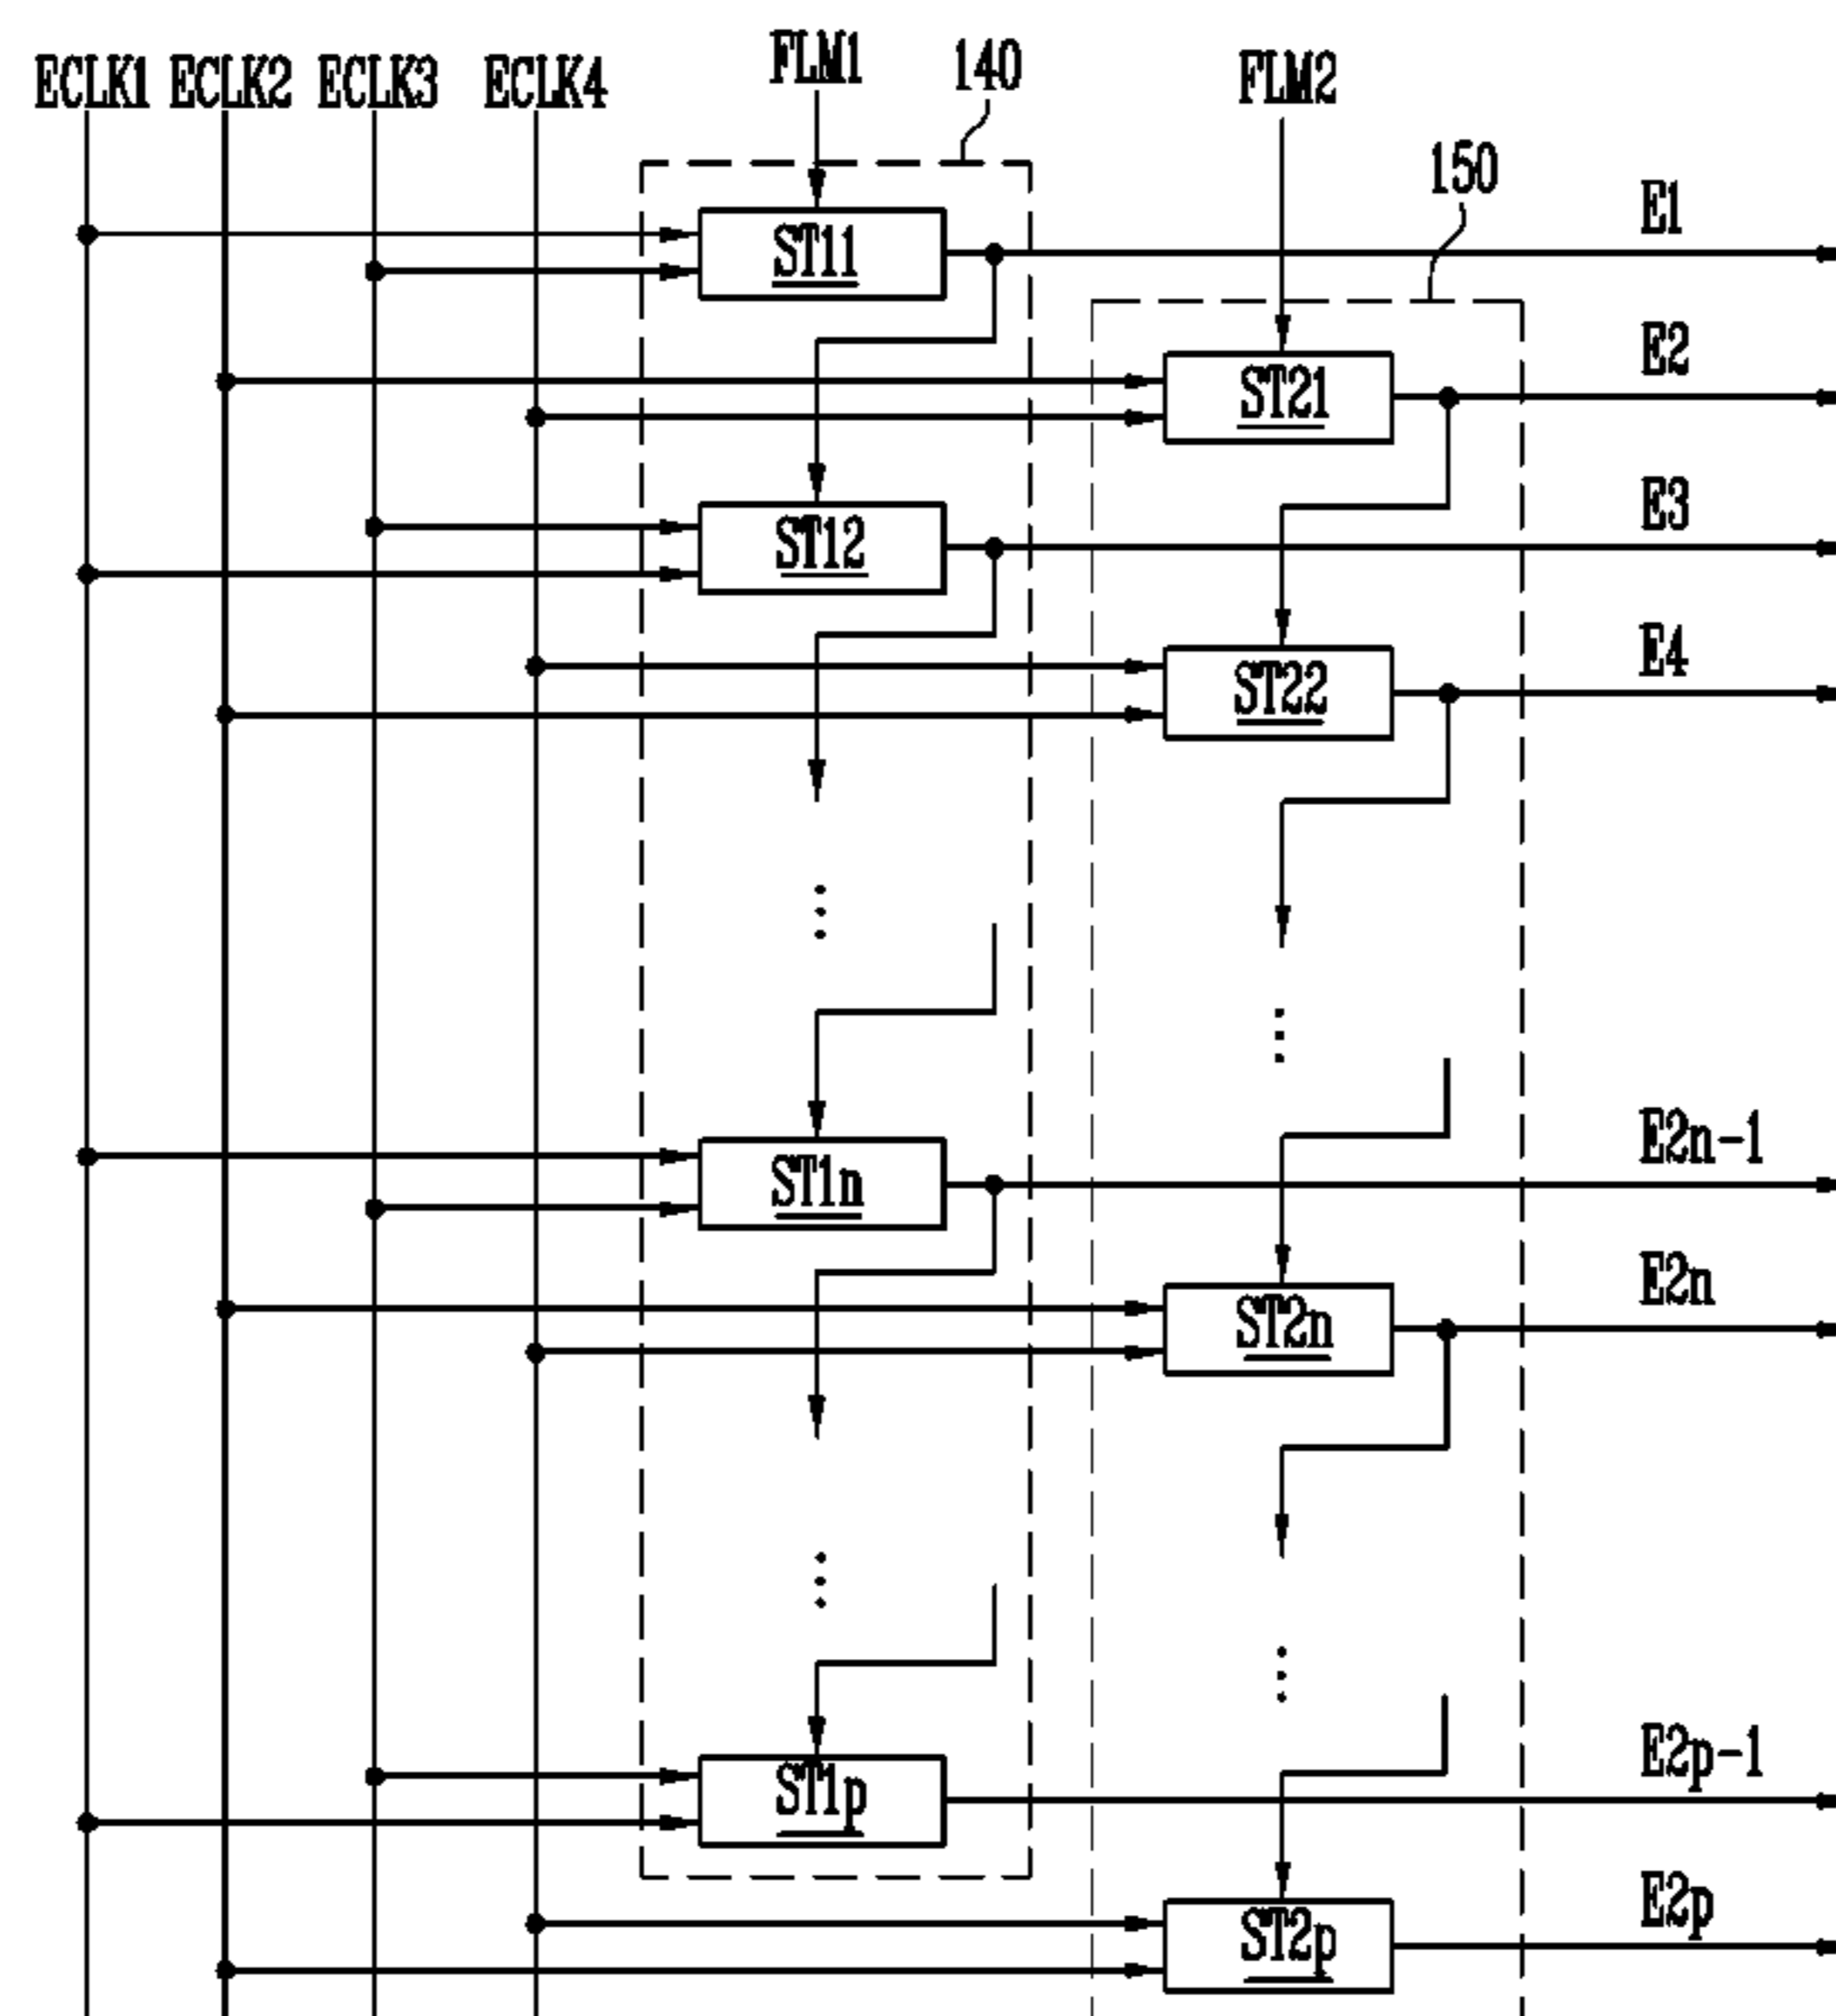 ECLK1 ECLK2 ECLK3 ECLK4 FLM1 140 FLM2
150
E1
ST11
E2
ST21
E3
ST12
E4
ST22
E2n-1
ST1n
E2n
ST2n
E2p-1
ST1p
E2p
ST2p